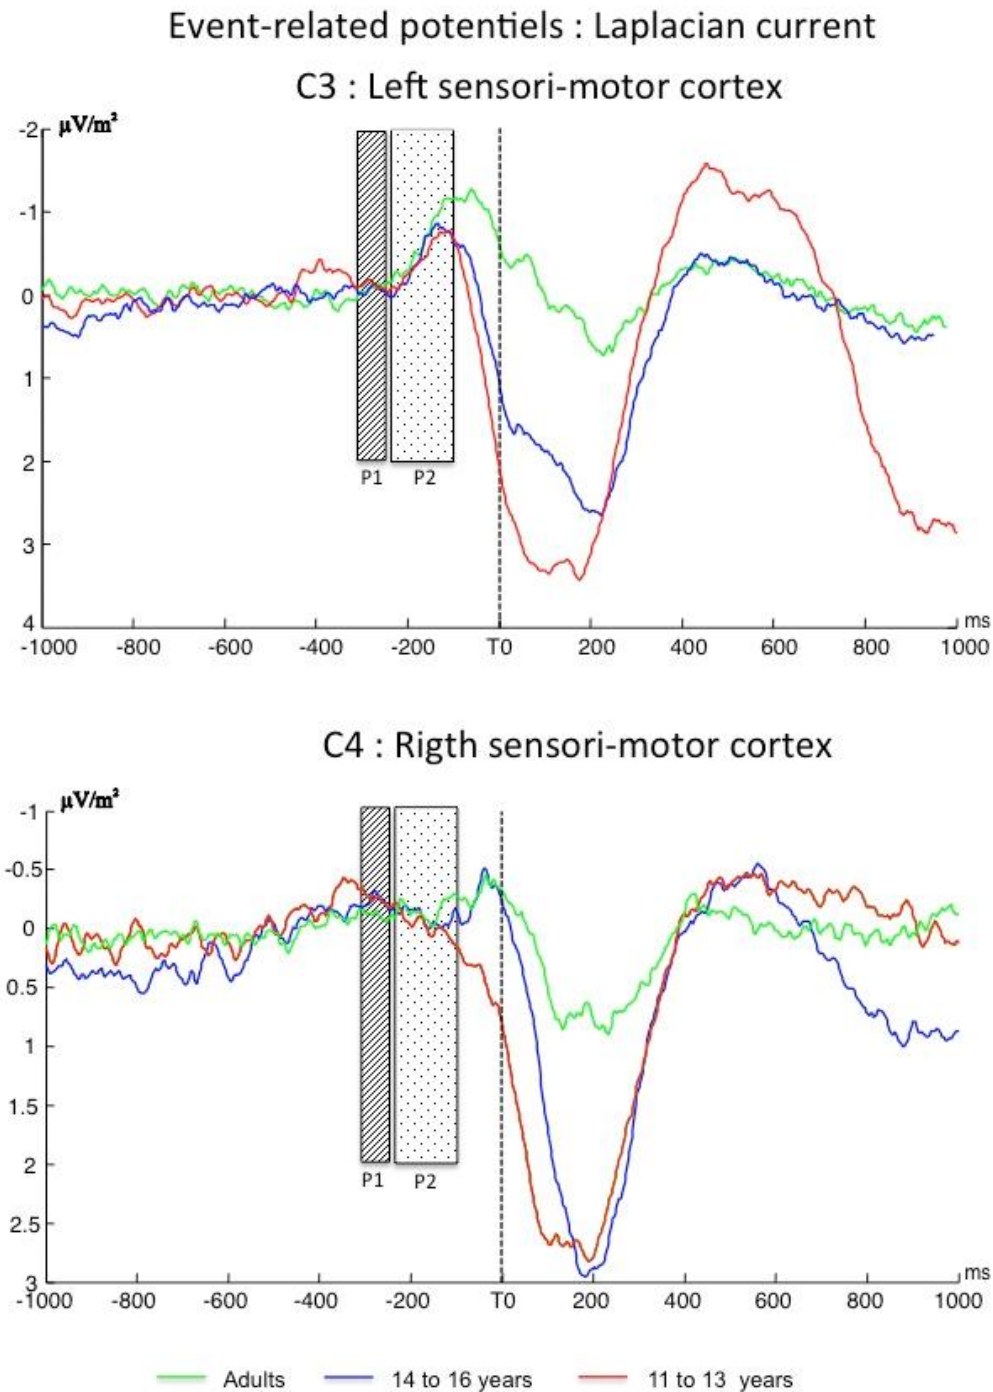 Event-related potentiels : Laplacian current
C3 : Left sensori-motor cortex
µV/m²
-2
-1
0
1
2
3
4
P1 P2
-1000 -800 -600 -400 -200 T0 200 400 600 800 1000 ms
C4 : Rigth sensori-motor cortex
µV/m²
-1
-0.5
0
0.5
1
1.5
2
2.5
3
P1 P2
-1000 -800 -600 -400 -200 T0 200 400 600 800 1000 ms
Adults 14 to 16 years 11 to 13 years